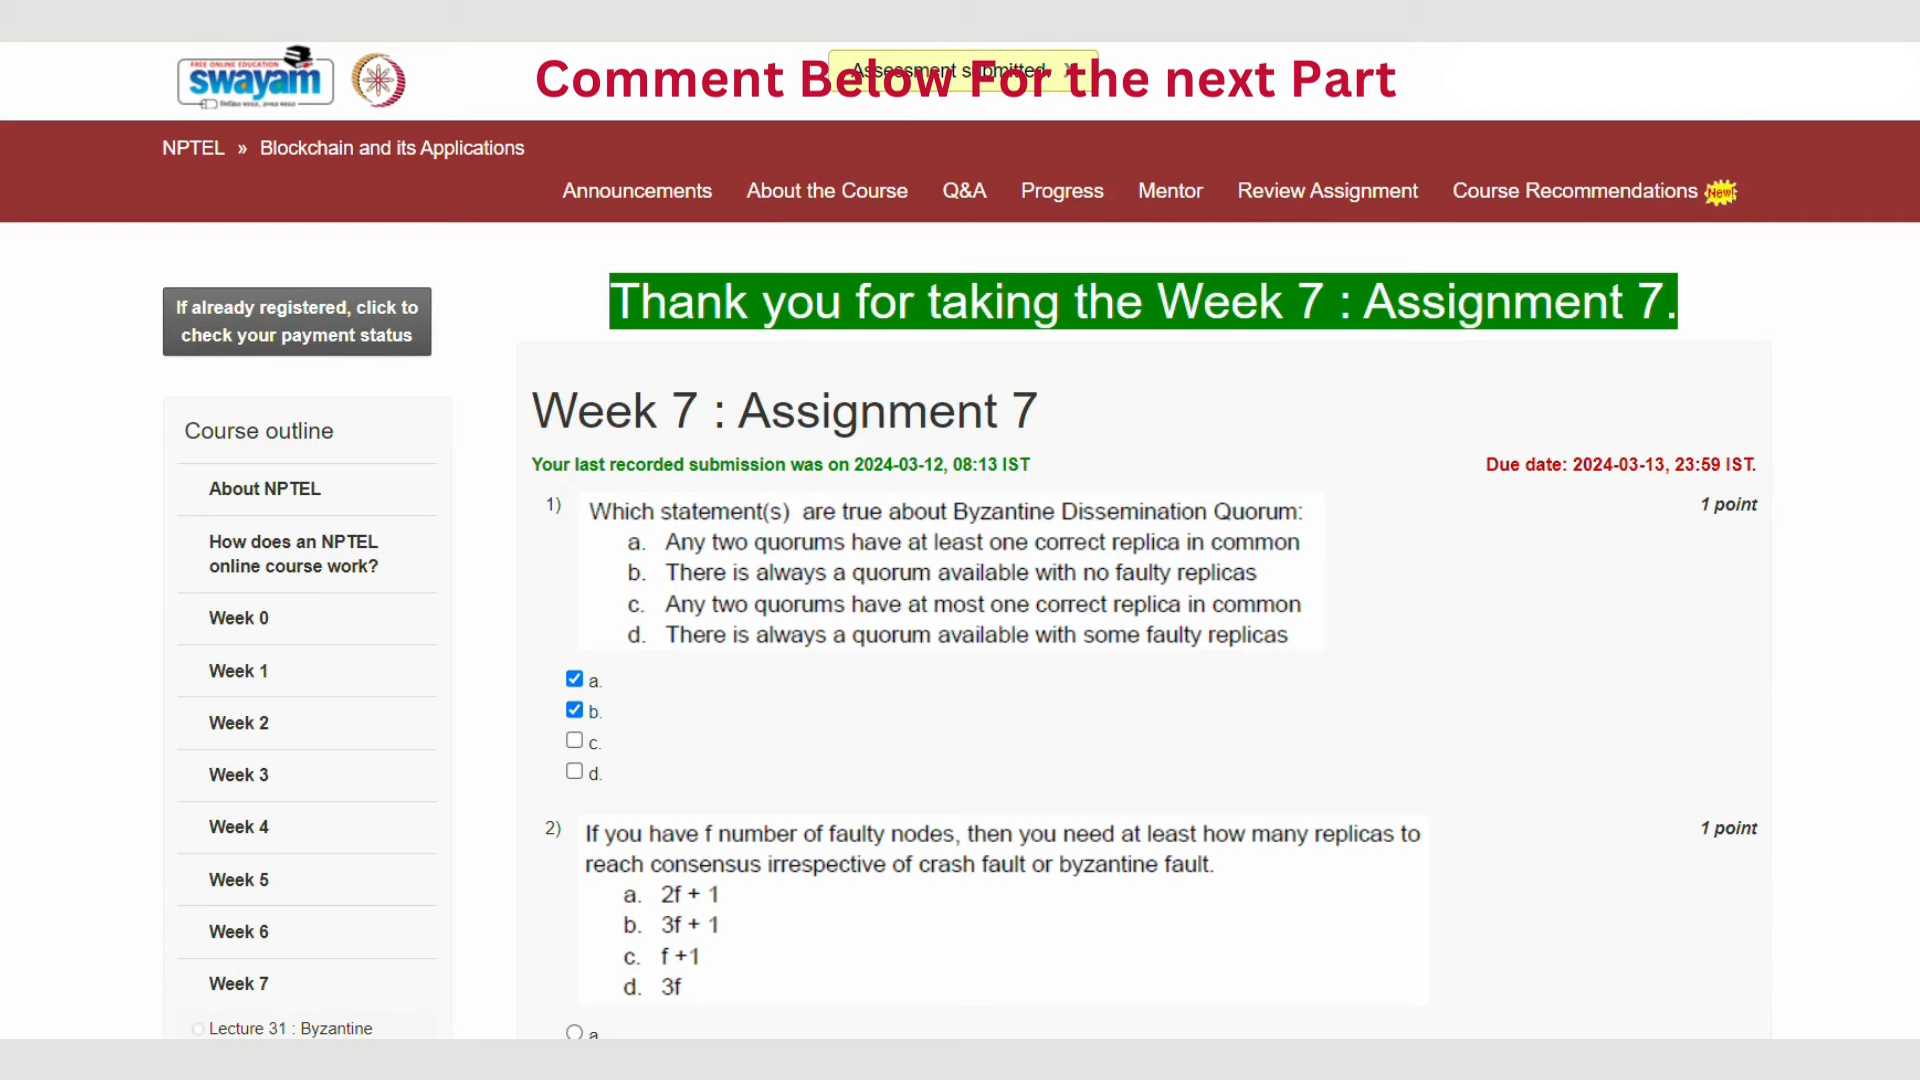 FREE ONLINE EDUCATION
swayam
Comment Below For the next Part
Assessment submitted.
NPTEL » Blockchain and its Applications
Announcements About the Course Q&A Progress Mentor Review Assignment Course Recommendations New!
If already registered, click to
check your payment status
Thank you for taking the Week 7 : Assignment 7.
Course outline
About NPTEL
How does an NPTEL
online course work?
Week 0
Week 1
Week 2
Week 3
Week 4
Week 5
Week 6
Week 7
Lecture 31 : Byzantine
Week 7 : Assignment 7
Your last recorded submission was on 2024-03-12, 08:13 IST Due date: 2024-03-13, 23:59 IST.
1) Which statement(s) are true about Byzantine Dissemination Quorum: 1 point
a. Any two quorums have at least one correct replica in common
b. There is always a quorum available with no faulty replicas
c. Any two quorums have at most one correct replica in common
d. There is always a quorum available with some faulty replicas
a.
b.
c.
d.
2) If you have f number of faulty nodes, then you need at least how many replicas to 1 point
reach consensus irrespective of crash fault or byzantine fault.
a. 2f + 1
b. 3f + 1
c. f +1
d. 3f
a